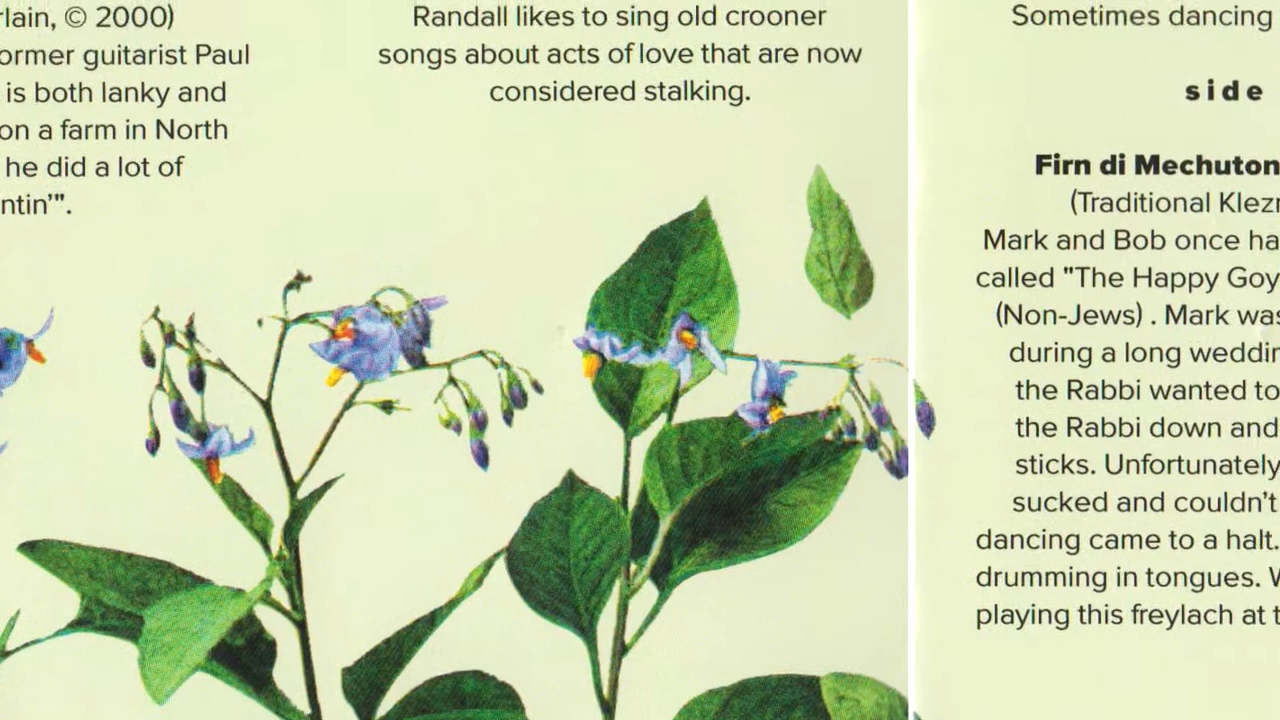 rlain, © 2000)
ormer guitarist Paul
is both lanky and
on a farm in North
he did a lot of
ntin'".
Randall likes to sing old crooner
songs about acts of love that are now
considered stalking.
Sometimes dancing
side
Firn di Mechuton
(Traditional Klezr
Mark and Bob once ha
called "The Happy Goy
(Non-Jews) . Mark was
during a long weddin
the Rabbi wanted to
the Rabbi down and
sticks. Unfortunately
sucked and couldn't
dancing came to a halt.
drumming in tongues. W
playing this freylach at t